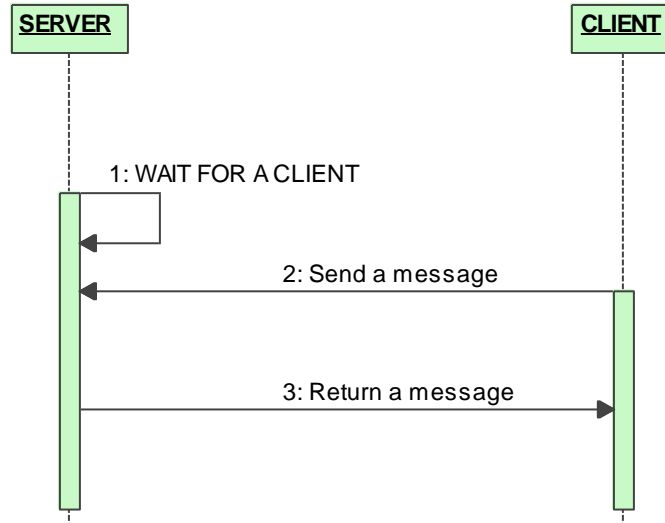 SERVER
CLIENT
1: WAIT FOR A CLIENT
2: Send a message
3: Return a message